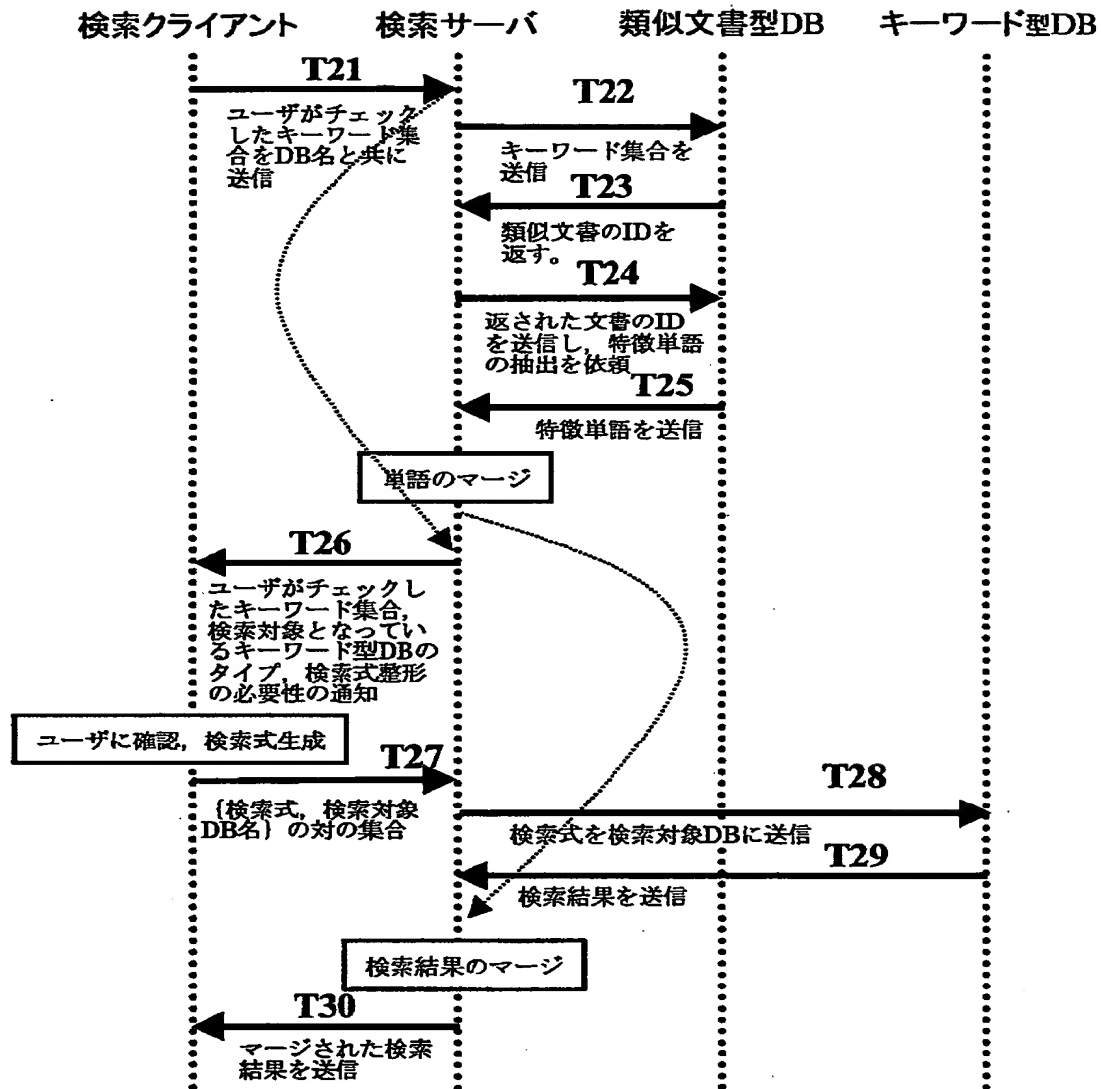 検索クライアント 検索サーバ 類似文書型DB キーワード型DB
T21
ユーザがチェック
したキーワード集
合をDB名と共に
送信
T22
キーワード集合を
送信
T23
類似文書のIDを
返す。
T24
返された文書のID
を送信し，特徴単語
の抽出を依頼
T25
特徴単語を送信
単語のマージ
T26
ユーザがチェックし
たキーワード集合，
検索対象となってい
るキーワード型DBの
タイプ，検索式整形
の必要性の通知
ユーザに確認，検索式生成
T27
｛検索式，検索対象
DB名｝の対の集合
T28
検索式を検索対象DBに送信
T29
検索結果を送信
検索結果のマージ
T30
マージされた検索
結果を送信